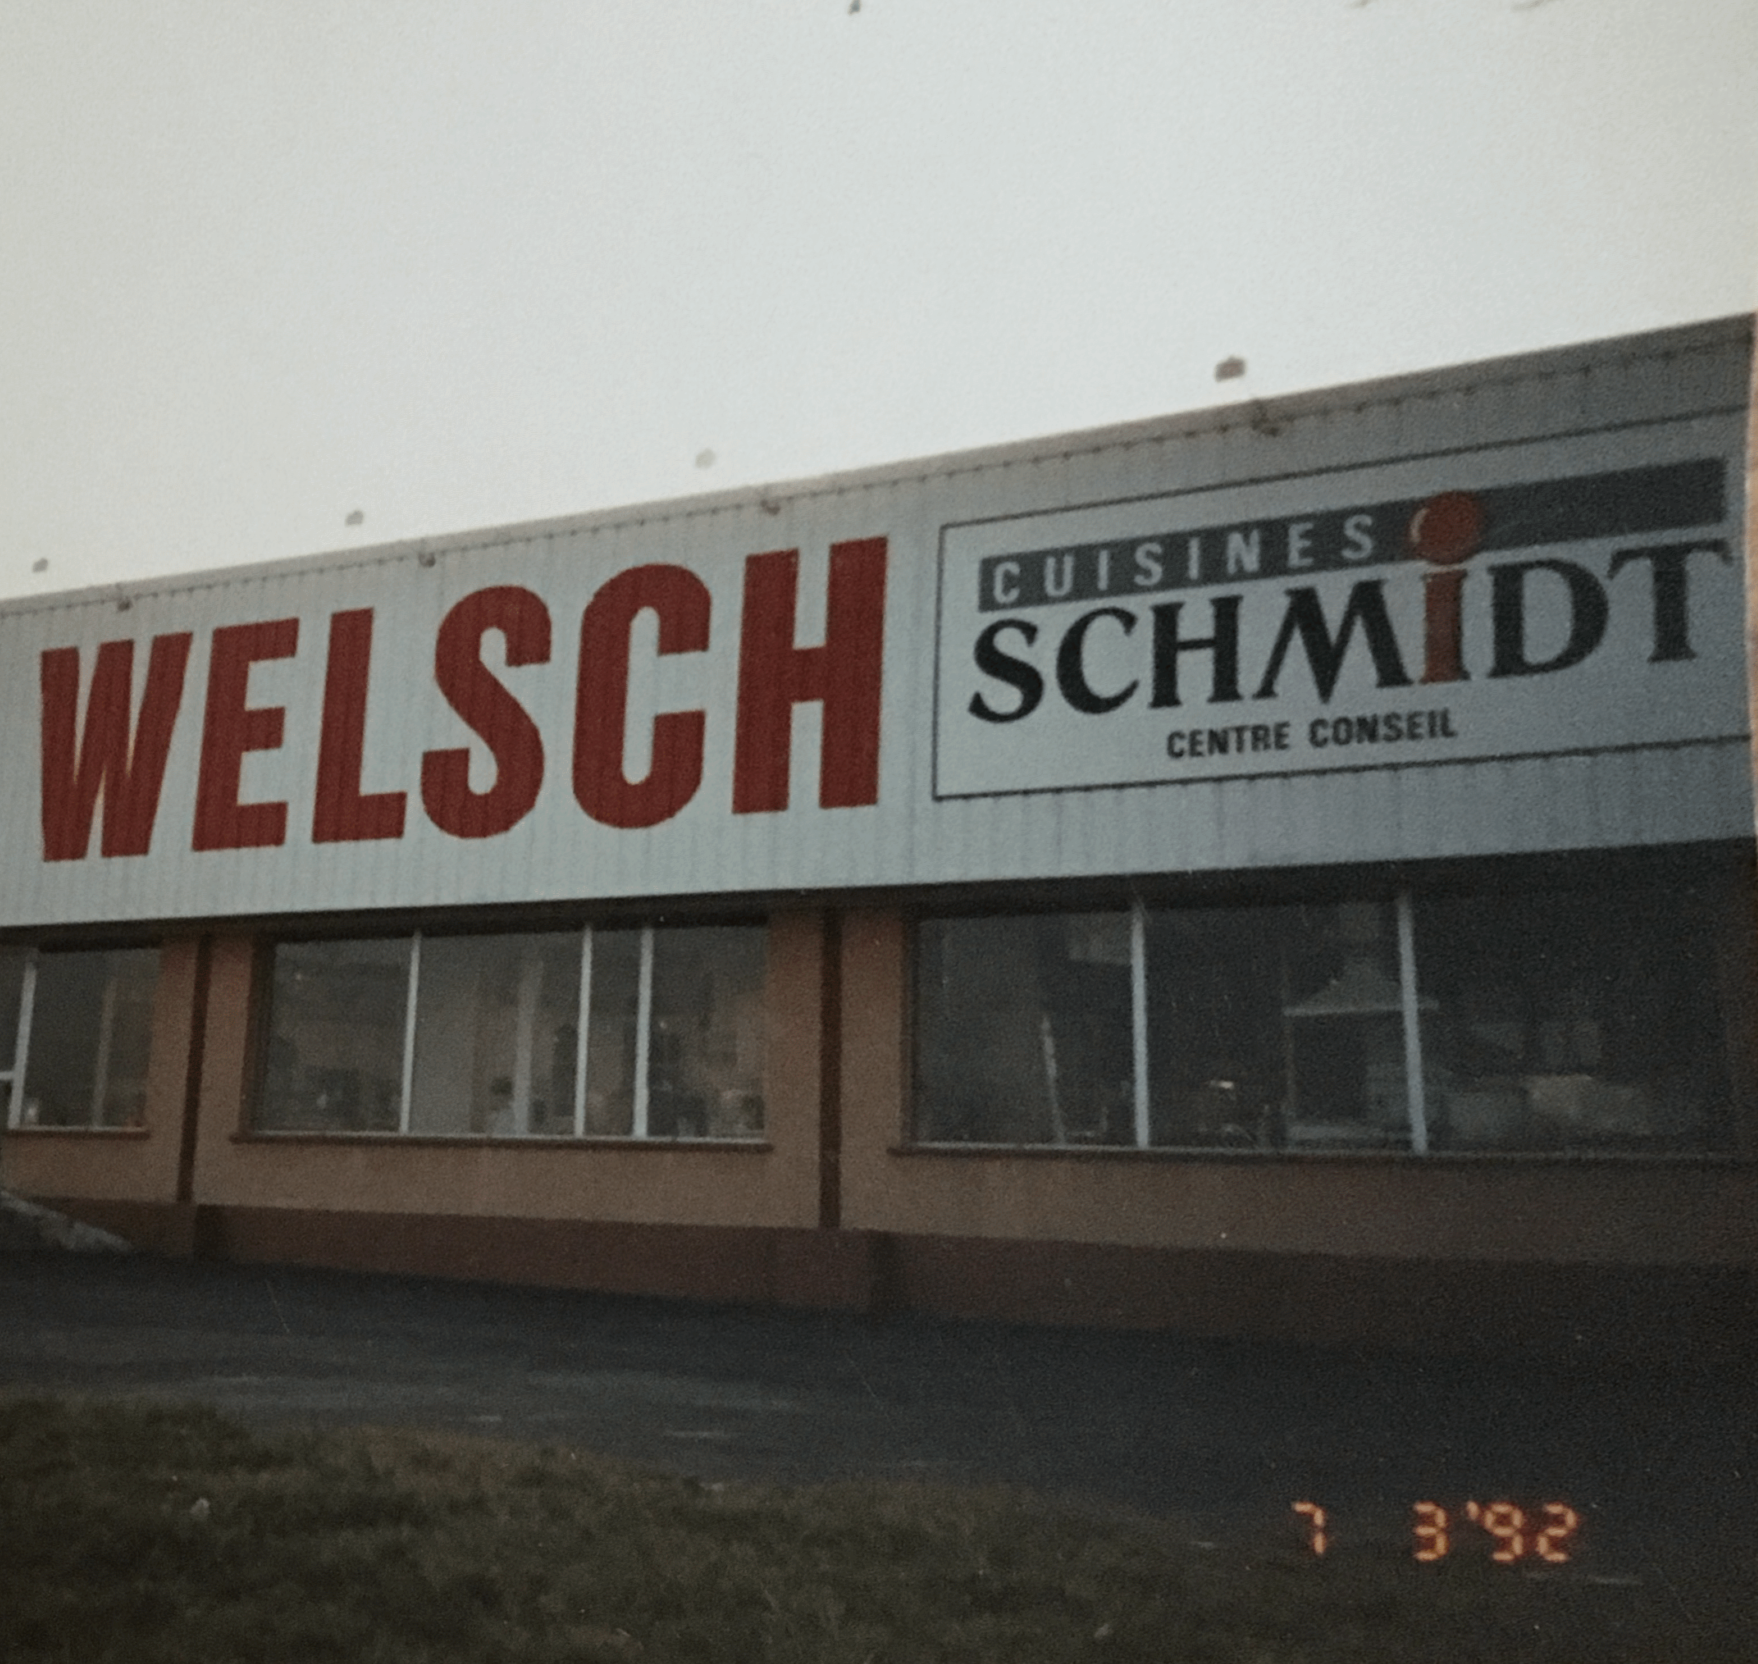 WELSCH
CUISINES
SCHMiDT
CENTRE CONSEIL
7 3'92